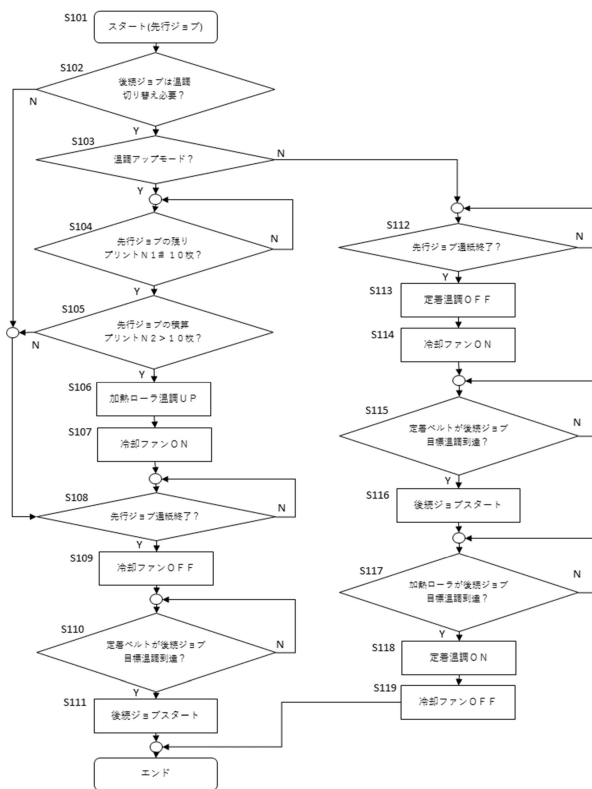 S101
スタート(先行ジョブ)
S102
後続ジョブは温調
切り替え必要？
N
Y
S103
温調アップモード？
N
Y
S104
先行ジョブの残り
プリントN1≦10枚？
N
Y
S105
先行ジョブの積算
プリントN2>10枚？
N
Y
S106
加熱ローラ温調UP
S107
冷却ファンON
S108
先行ジョブ通紙終了？
N
Y
S109
冷却ファンOFF
S110
定着ベルトが後続ジョブ
目標温調到達？
N
Y
S111
後続ジョブスタート
エンド
S112
先行ジョブ通紙終了？
N
Y
S113
定着温調OFF
S114
冷却ファンON
S115
定着ベルトが後続ジョブ
目標温調到達？
N
Y
S116
後続ジョブスタート
S117
加熱ローラが後続ジョブ
目標温調到達？
N
Y
S118
定着温調ON
S119
冷却ファンOFF